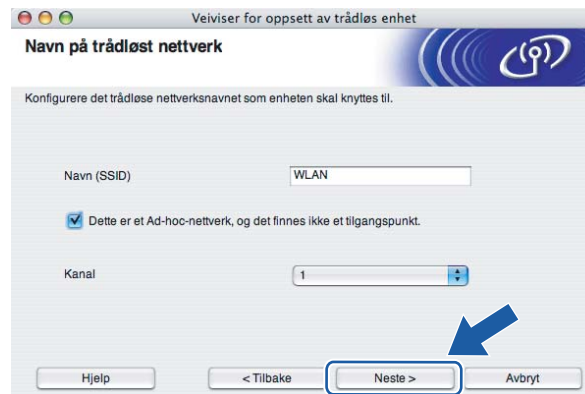 Veiviser for oppsett av trådløs enhet
Navn på trådløst nettverk
Konfigurere det trådløse nettverksnavnet som enheten skal knyttes til.
Navn (SSID) WLAN
Dette er et Ad-hoc-nettverk, og det finnes ikke et tilgangspunkt.
Kanal 1
Hjelp < Tilbake Neste > Avbryt